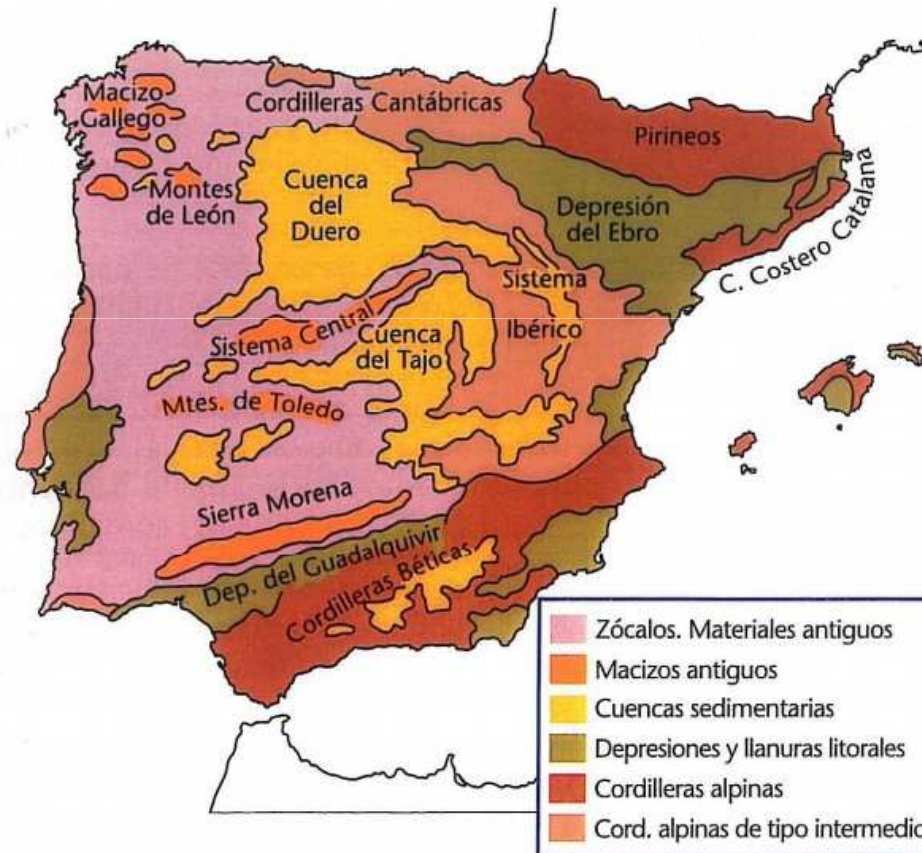 Macizo
Gallego
Cordilleras Cantábricas
Pirineos
Montes
de León
Cuenca
del
Duero
Depresión
del Ebro
C. Costero Catalana
Sistema
Ibérico
Sistema Central
Cuenca
del Tajo
Mtes. de Toledo
Sierra Morena
Dep. del Guadalquivir
Cordilleras Béticas
Zócalos. Materiales antiguos
Macizos antiguos
Cuencas sedimentarias
Depresiones y llanuras litorales
Cordilleras alpinas
Cord. alpinas de tipo intermedio